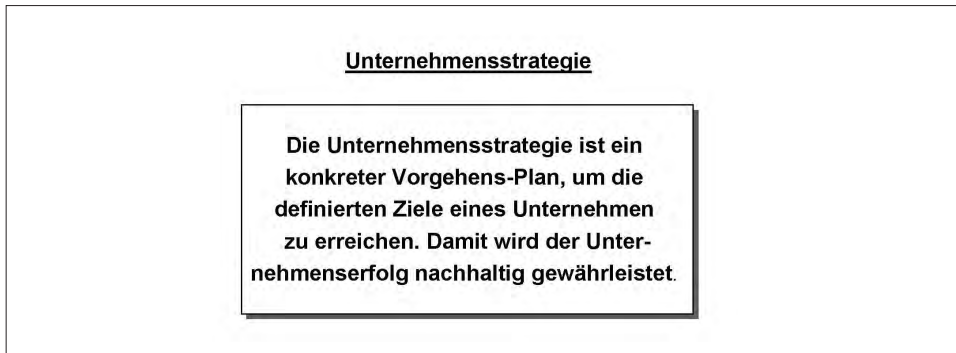 Unternehmensstrategie
Die Unternehmensstrategie ist ein
konkreter Vorgehens-Plan, um die
definierten Ziele eines Unternehmen
zu erreichen. Damit wird der Unter-
nehmenserfolg nachhaltig gewährleistet.